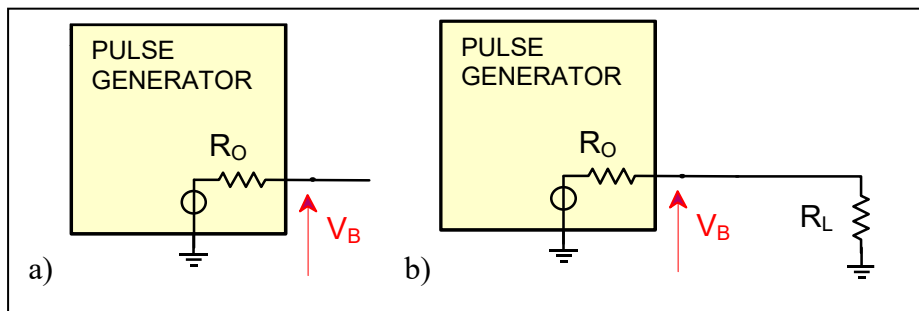 PULSE
GENERATOR
R_O
V_B
a)
PULSE
GENERATOR
R_O
V_B
R_L
b)